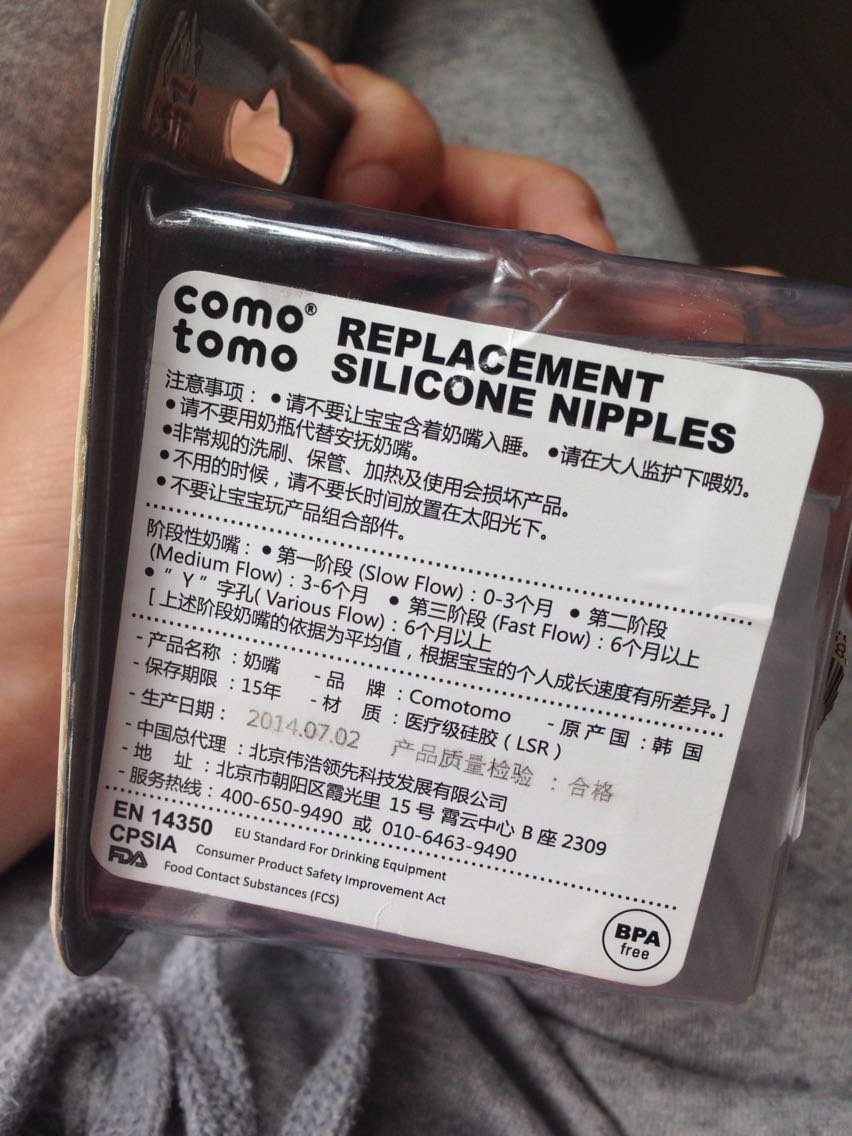 como® tomo
REPLACEMENT
SILICONE NIPPLES
注意事项：●请不要让宝宝含着奶嘴入睡。●请在大人监护下喂奶。
●请不要用奶瓶代替安抚奶嘴。
●非常规的洗刷、保管、加热及使用会损坏产品。
●不用的时候，请不要长时间放置在太阳光下。
●不要让宝宝玩产品组合部件。
阶段性奶嘴：●第一阶段 (Slow Flow)：0-3个月 ●第二阶段
(Medium Flow)：3-6个月 ●第三阶段 (Fast Flow)：6个月以上
●"Y"字孔( Various Flow)：6个月以上
[上述阶段奶嘴的依据为平均值，根据宝宝的个人成长速度有所差异。]
-产品名称：奶嘴 -品 牌：Comotomo -原产国：韩国
-保存期限：15年 -材 质：医疗级硅胶（LSR）
-生产日期：2014.07.02 产品质量检验：合格
-中国总代理：北京伟浩领先科技发展有限公司
-地 址：北京市朝阳区霞光里 15号 霄云中心 B座 2309
-服务热线：400-650-9490 或 010-6463-9490
EN 14350 EU Standard For Drinking Equipment
CPSIA Consumer Product Safety Improvement Act
FDA Food Contact Substances (FCS)
BPA
free